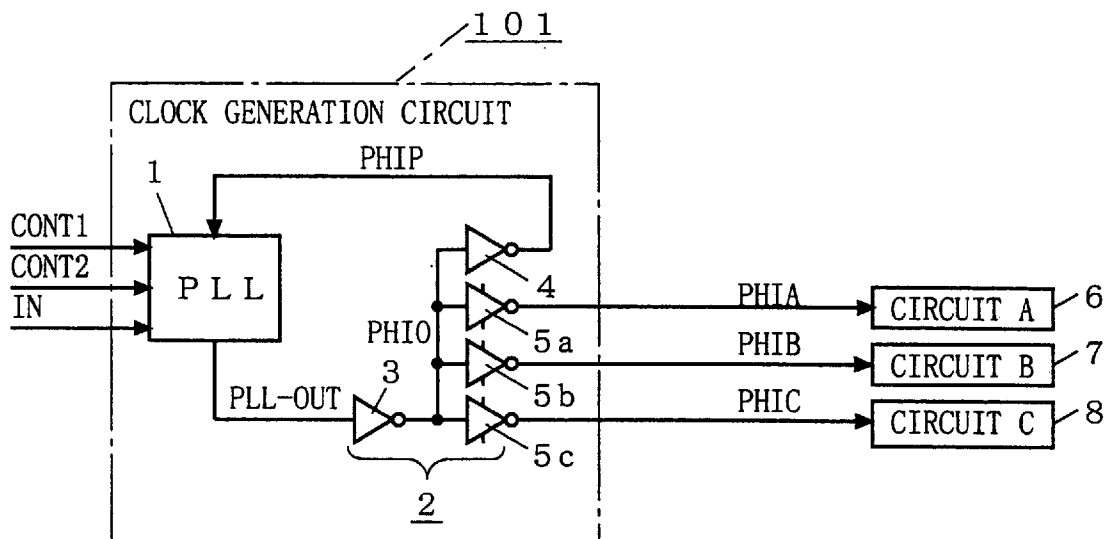 101
CLOCK GENERATION CIRCUIT
PHIP
1
CONT1
CONT2
IN
PLL
4
PHIO
5a
5b
5c
PHIA
PHIB
PHIC
CIRCUIT A
CIRCUIT B
CIRCUIT C
6
7
8
PLL-OUT
3
2